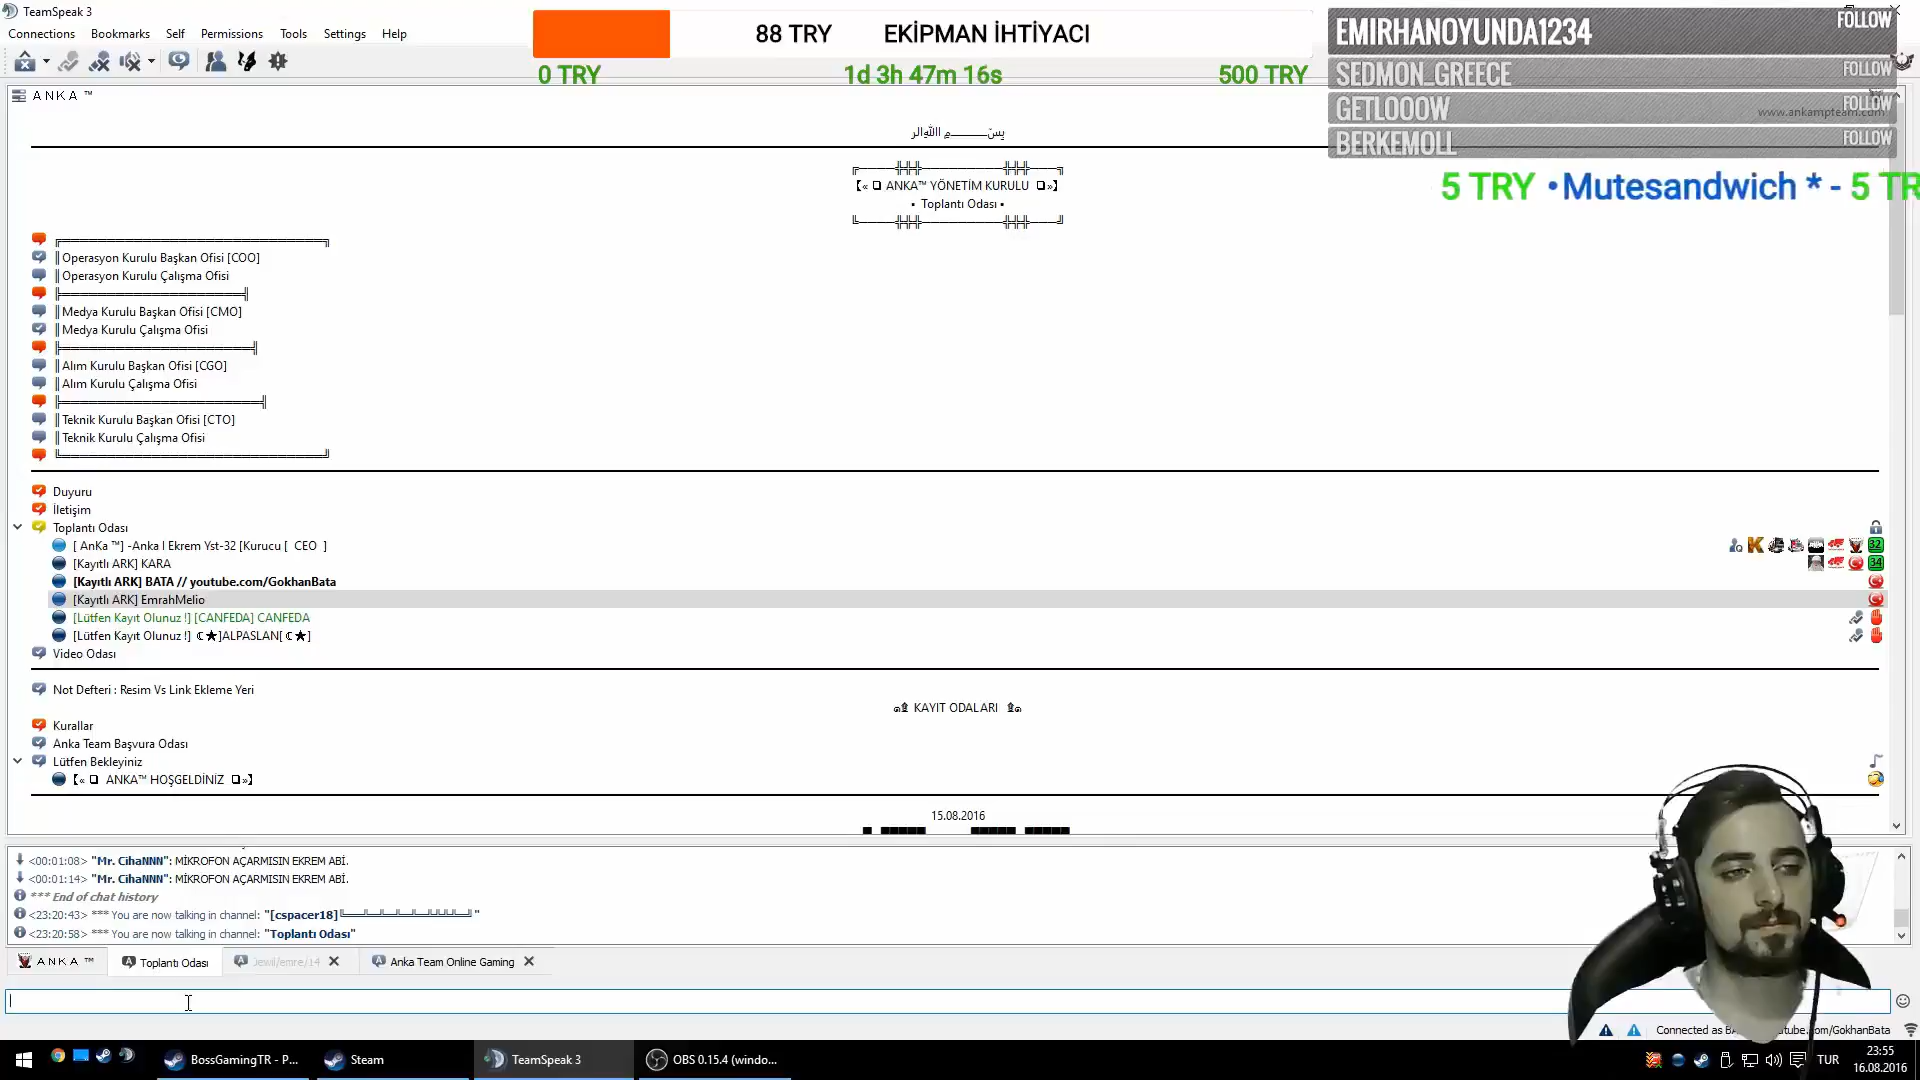 TeamSpeak 3
Connections Bookmarks Self Permissions Tools Settings Help
88 TRY EKİPMAN İHTİYACI
0 TRY 1d 3h 47m 16s 500 TRY
EMIRHANOYUNDA1234 FOLLOW
SEDMON_GREECE FOLLOW
GETLOOOW FOLLOW
www.ankampteam.com
BERKEMOLL FOLLOW
5 TRY •Mutesandwich * - 5 TR
ANKA ™
【« ❏ ANKA™ YÖNETİM KURULU ❏»】
▪ Toplantı Odası ▪
╔══════════════════════════╗
║Operasyon Kurulu Başkan Ofisi [COO]
║Operasyon Kurulu Çalışma Ofisi
╠══════════════════╣
║Medya Kurulu Başkan Ofisi [CMO]
║Medya Kurulu Çalışma Ofisi
╠═══════════════════╣
║Alım Kurulu Başkan Ofisi [CGO]
║Alım Kurulu Çalışma Ofisi
╠════════════════════╣
║Teknik Kurulu Başkan Ofisi [CTO]
║Teknik Kurulu Çalışma Ofisi
╚══════════════════════════╝
Duyuru
İletişim
Toplantı Odası
[ AnKa ™] -Anka l Ekrem Yst-32 [Kurucu [ CEO ]
[Kayıtlı ARK] KARA
[Kayıtlı ARK] BATA // youtube.com/GokhanBata
[Kayıtlı ARK] EmrahMelio
[Lütfen Kayıt Olunuz !] [CANFEDA] CANFEDA
[Lütfen Kayıt Olunuz !] ☾★]ALPASLAN[☾★]
Video Odası
Not Defteri : Resim Vs Link Ekleme Yeri
KAYIT ODALARI
Kurallar
Anka Team Başvura Odası
Lütfen Bekleyiniz
【« ❏ ANKA™ HOŞGELDİNİZ ❏»】
15.08.2016
<00:01:08> "Mr. CihaNNN": MİKROFON AÇARMISIN EKREM ABİ.
<00:01:14> "Mr. CihaNNN": MİKROFON AÇARMISIN EKREM ABİ.
*** End of chat history
<23:20:43> *** You are now talking in channel: "[cspacer18]╚═╩═╩═╩═╩═╩╩╩╩═╝"
<23:20:58> *** You are now talking in channel: "Toplantı Odası"
ANKA ™ Toplantı Odası Jewil/emre/14 Anka Team Online Gaming
Connected as BA utube.com/GokhanBata
BossGamingTR - P... Steam TeamSpeak 3 OBS 0.15.4 (windo...
TUR
23:55
16.08.2016